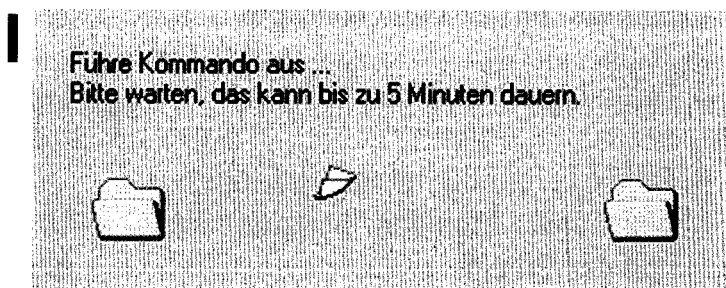 Führe Kommando aus ...
Bitte warten, das kann bis zu 5 Minuten dauern.